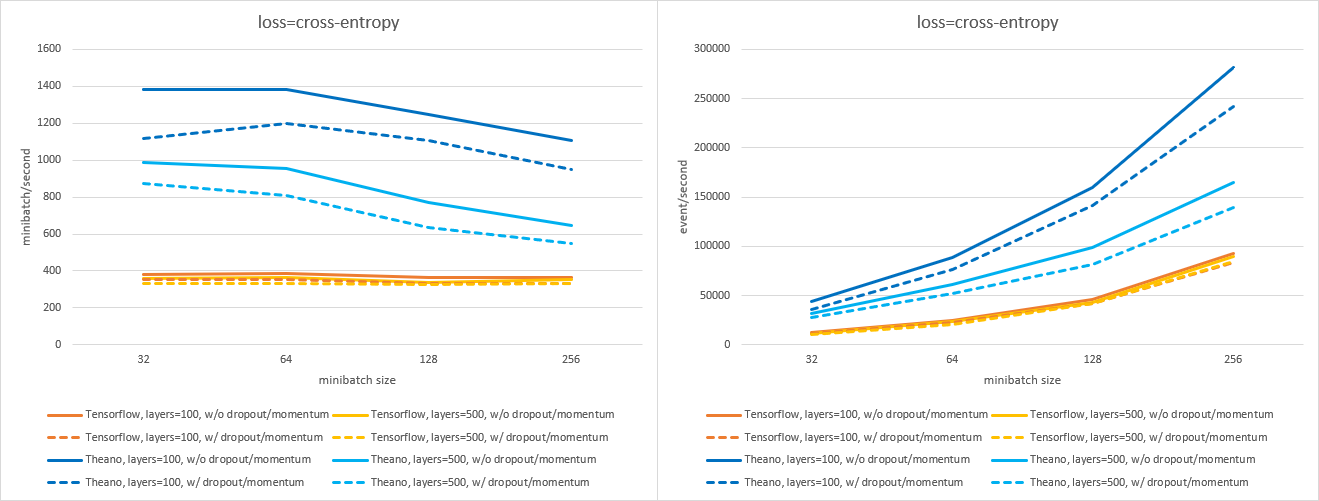 loss=cross-entropy
minibatch/second
1600
1400
1200
1000
800
600
400
200
0
32 64 128 256
minibatch size
Tensorflow, layers=100, w/o dropout/momentum Tensorflow, layers=500, w/o dropout/momentum
Tensorflow, layers=100, w/ dropout/momentum Tensorflow, layers=500, w/ dropout/momentum
Theano, layers=100, w/o dropout/momentum Theano, layers=500, w/o dropout/momentum
Theano, layers=100, w/ dropout/momentum Theano, layers=500, w/ dropout/momentum
loss=cross-entropy
event/second
300000
250000
200000
150000
100000
50000
0
32 64 128 256
minibatch size
Tensorflow, layers=100, w/o dropout/momentum Tensorflow, layers=500, w/o dropout/momentum
Tensorflow, layers=100, w/ dropout/momentum Tensorflow, layers=500, w/ dropout/momentum
Theano, layers=100, w/o dropout/momentum Theano, layers=500, w/o dropout/momentum
Theano, layers=100, w/ dropout/momentum Theano, layers=500, w/ dropout/momentum